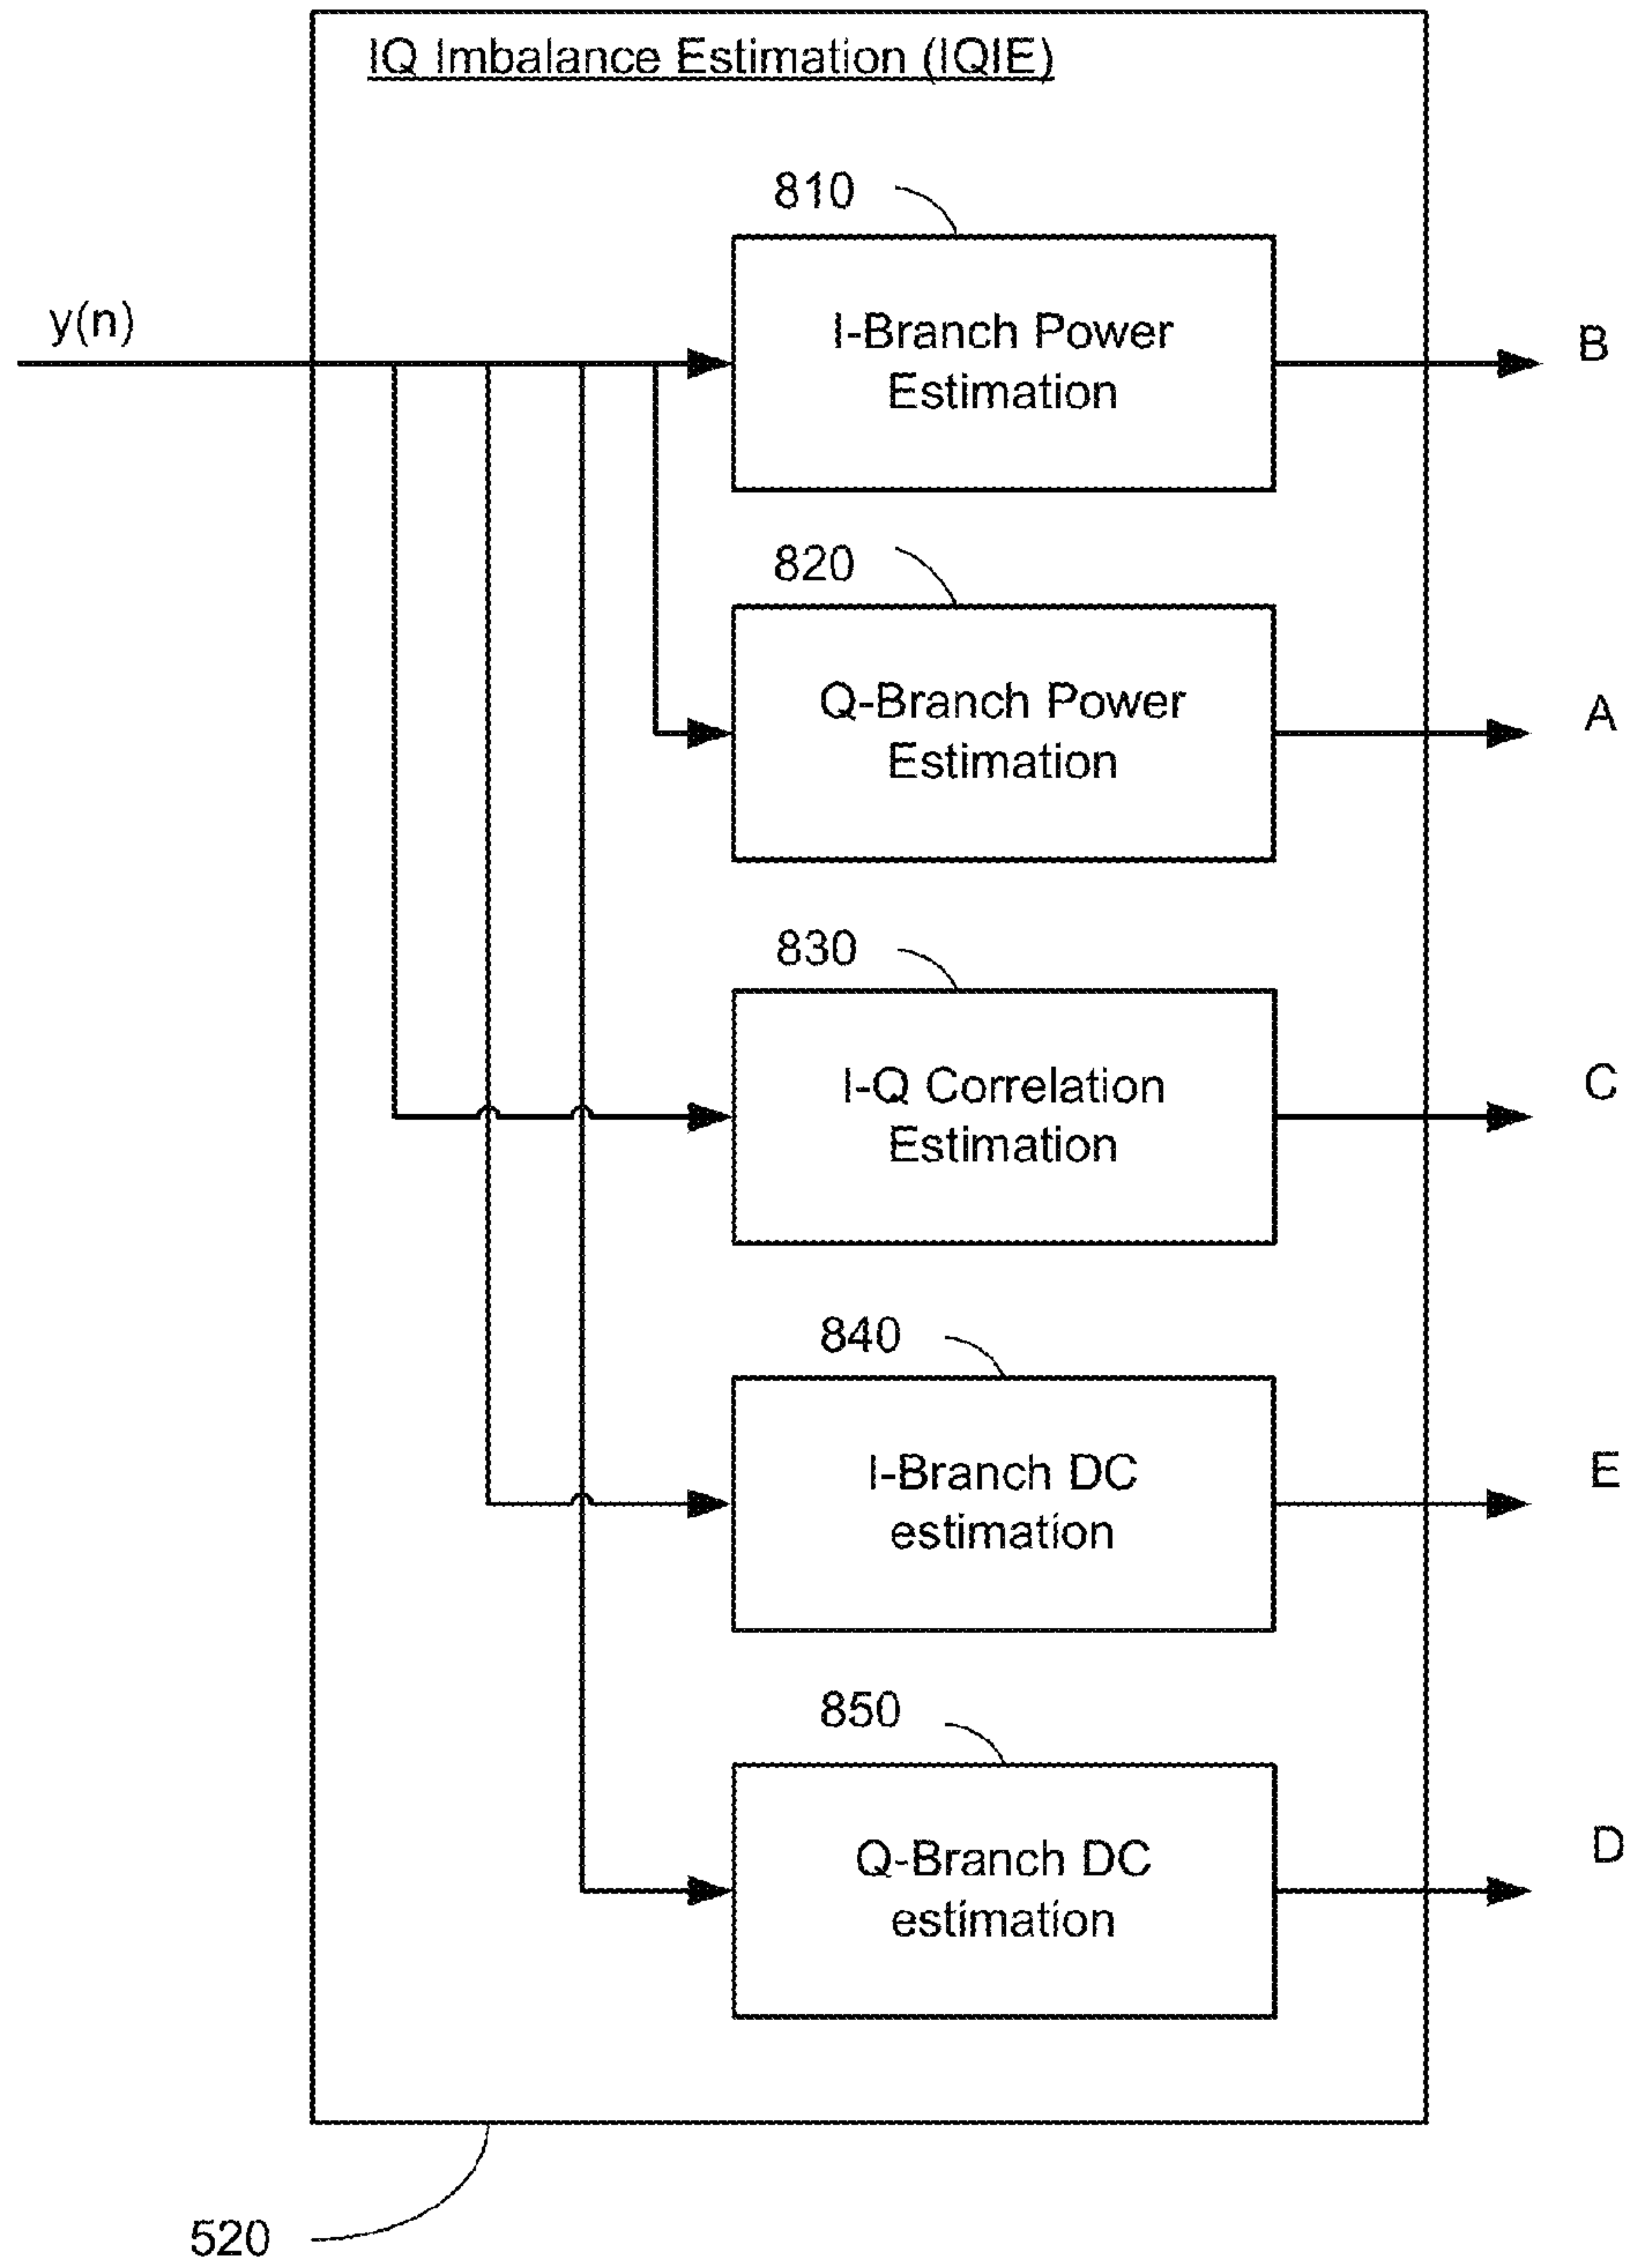 IQ Imbalance Estimation (IQIE)
810
y(n)
I-Branch Power
Estimation
B
820
Q-Branch Power
Estimation
A
830
I-Q Correlation
Estimation
C
840
I-Branch DC
estimation
E
850
Q-Branch DC
estimation
D
520